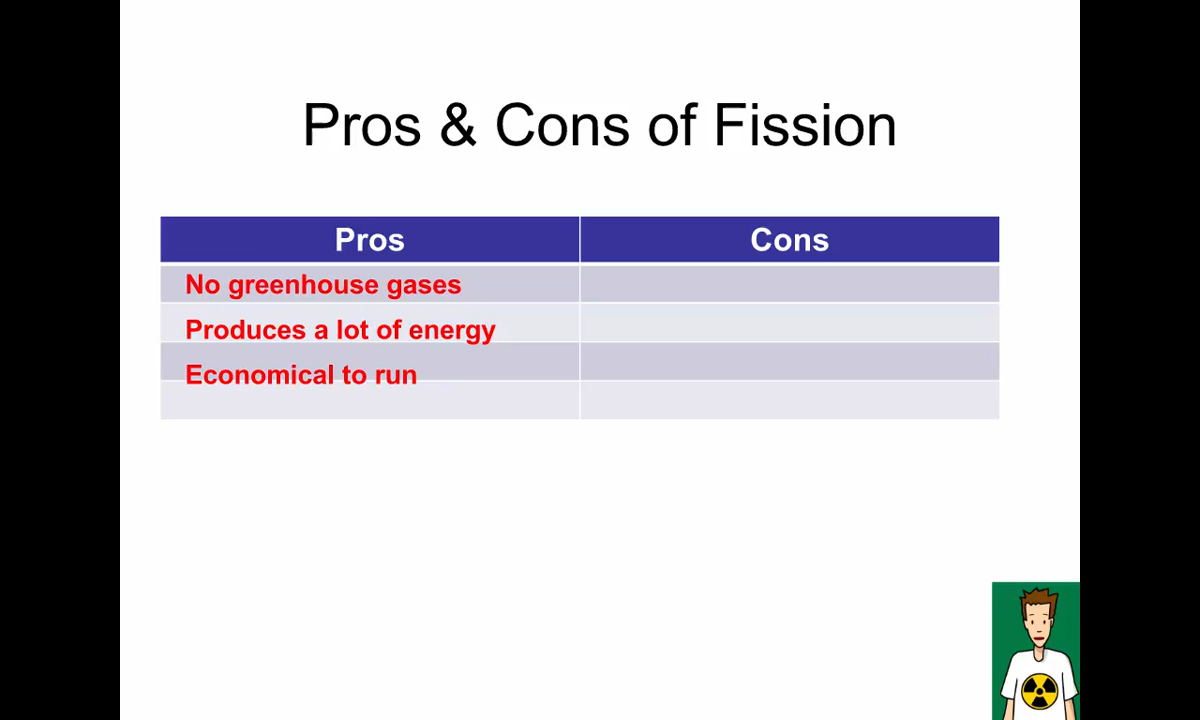 Pros & Cons of Fission
Pros
Cons
No greenhouse gases
Produces a lot of energy
Economical to run